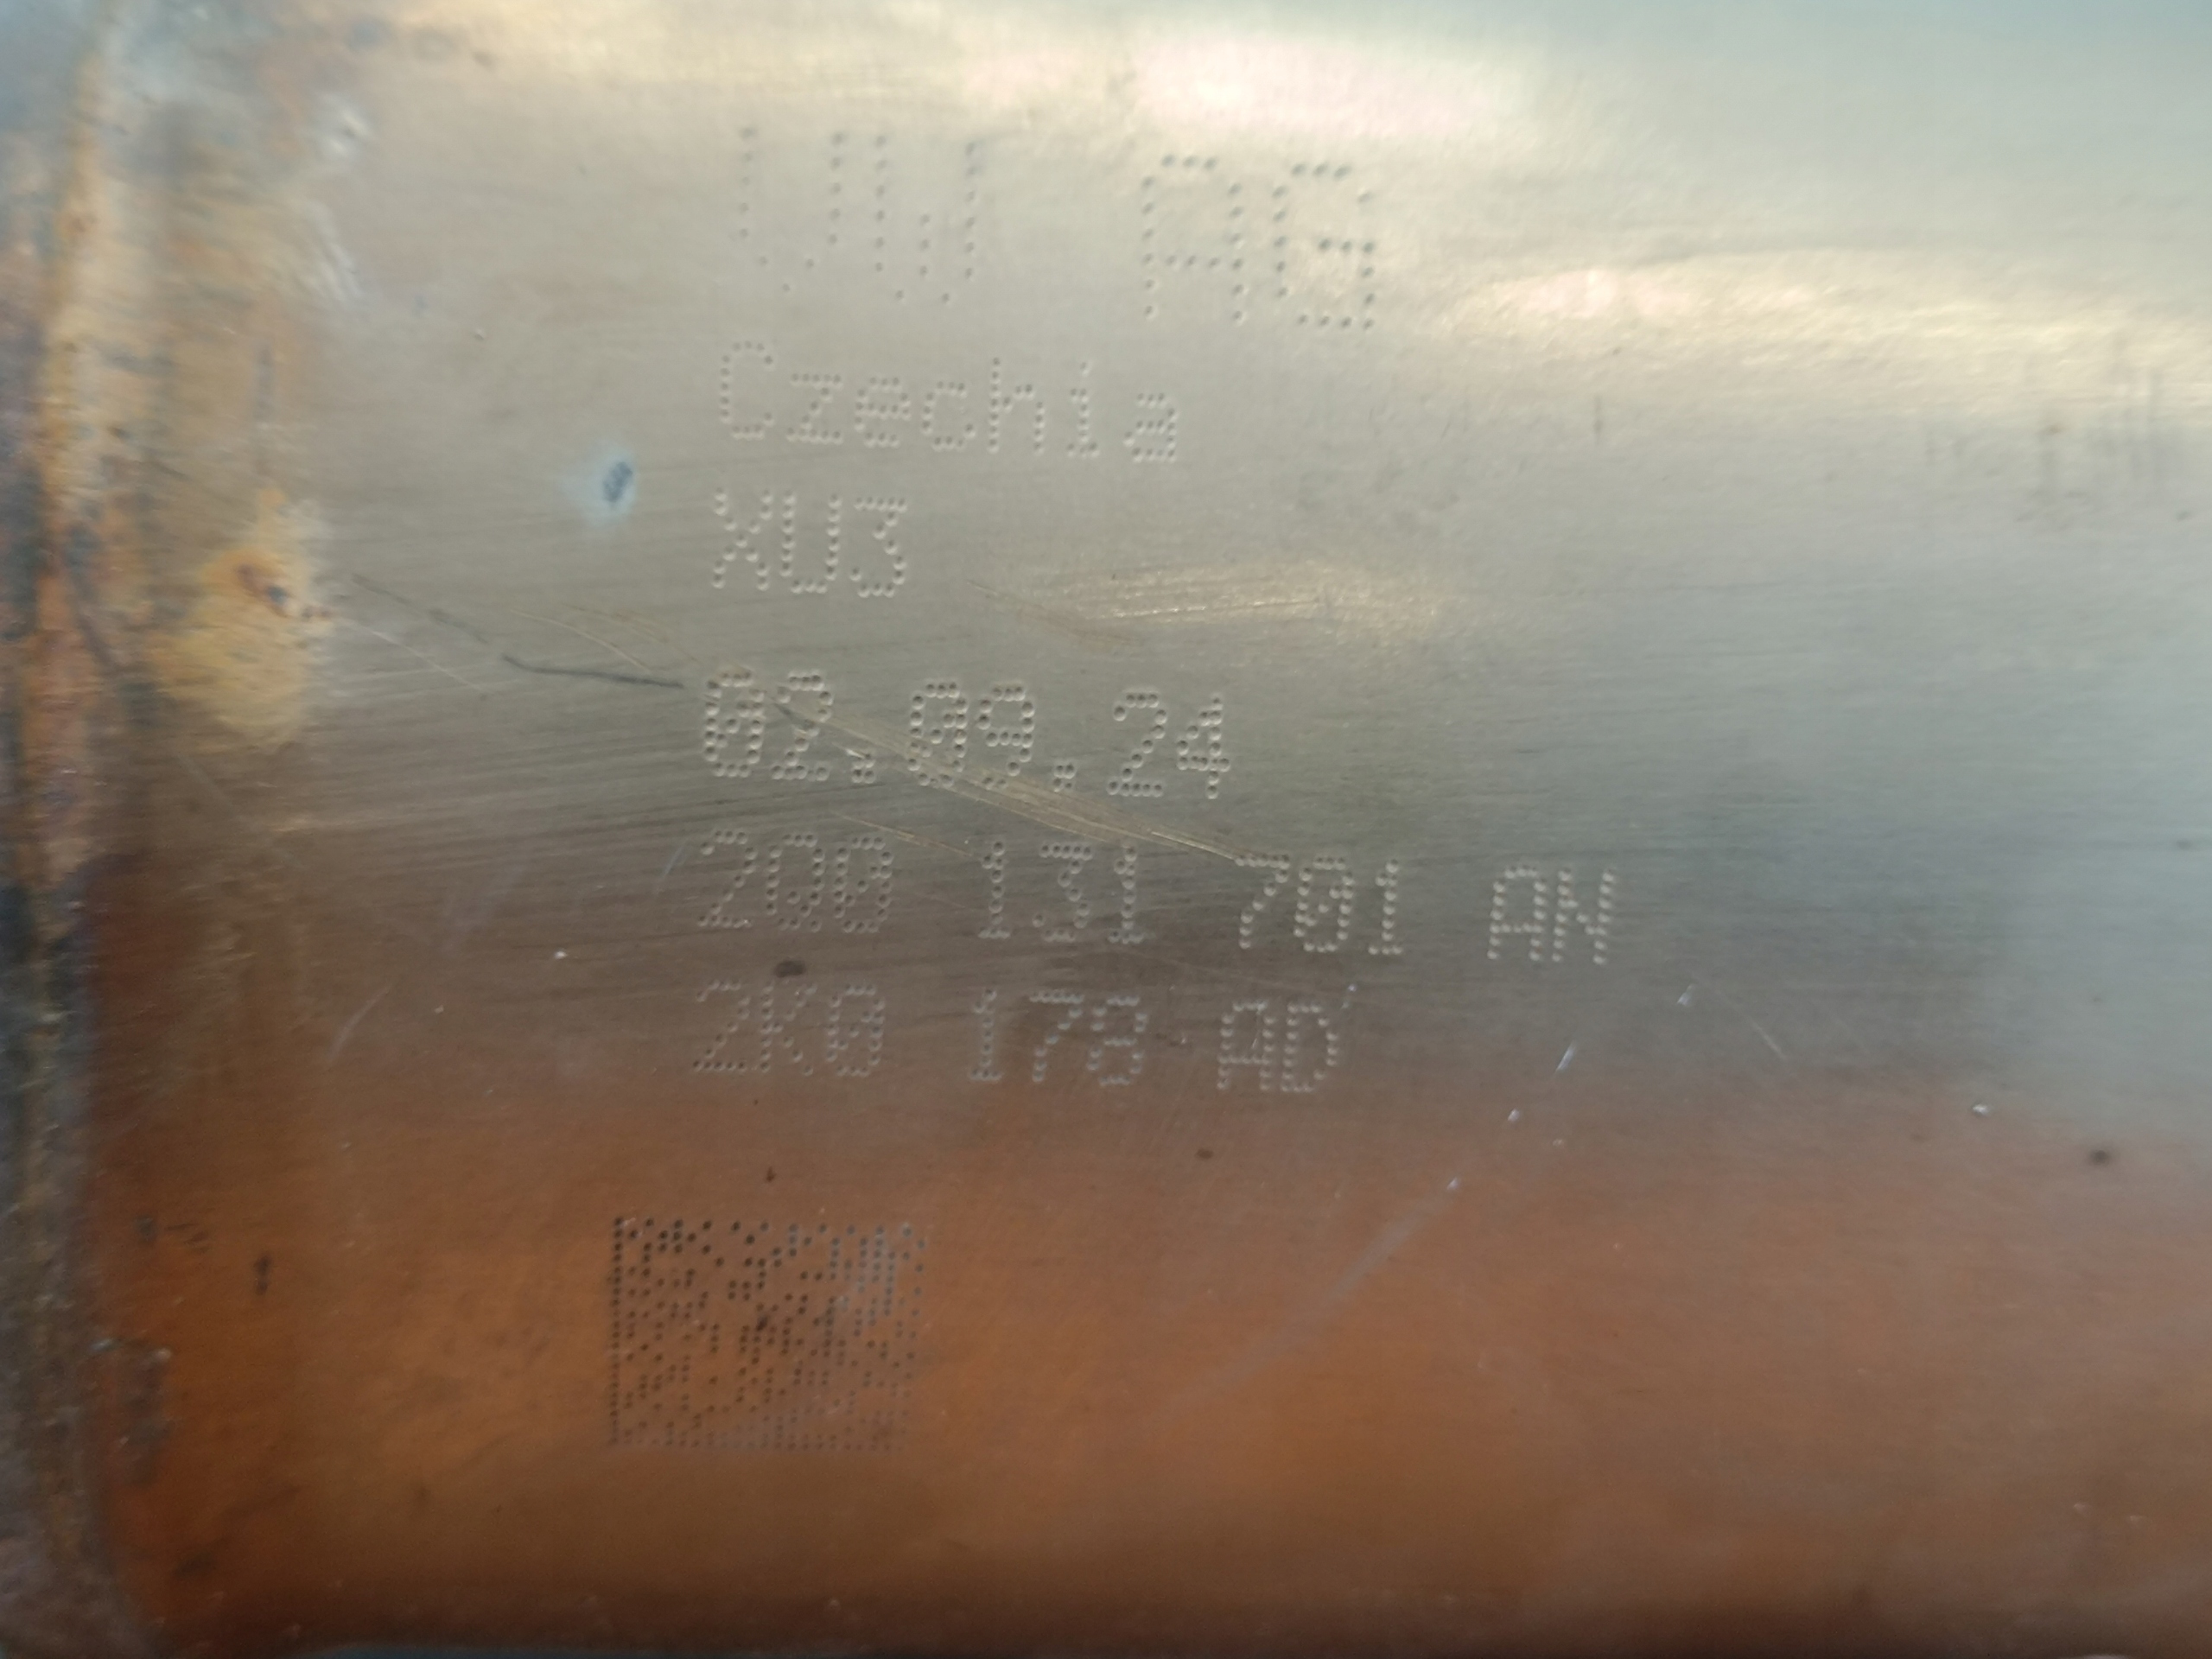 VW AG
Czechia
XU3
02.09.24
2Q0 131 701 AN
2K0 178 AD